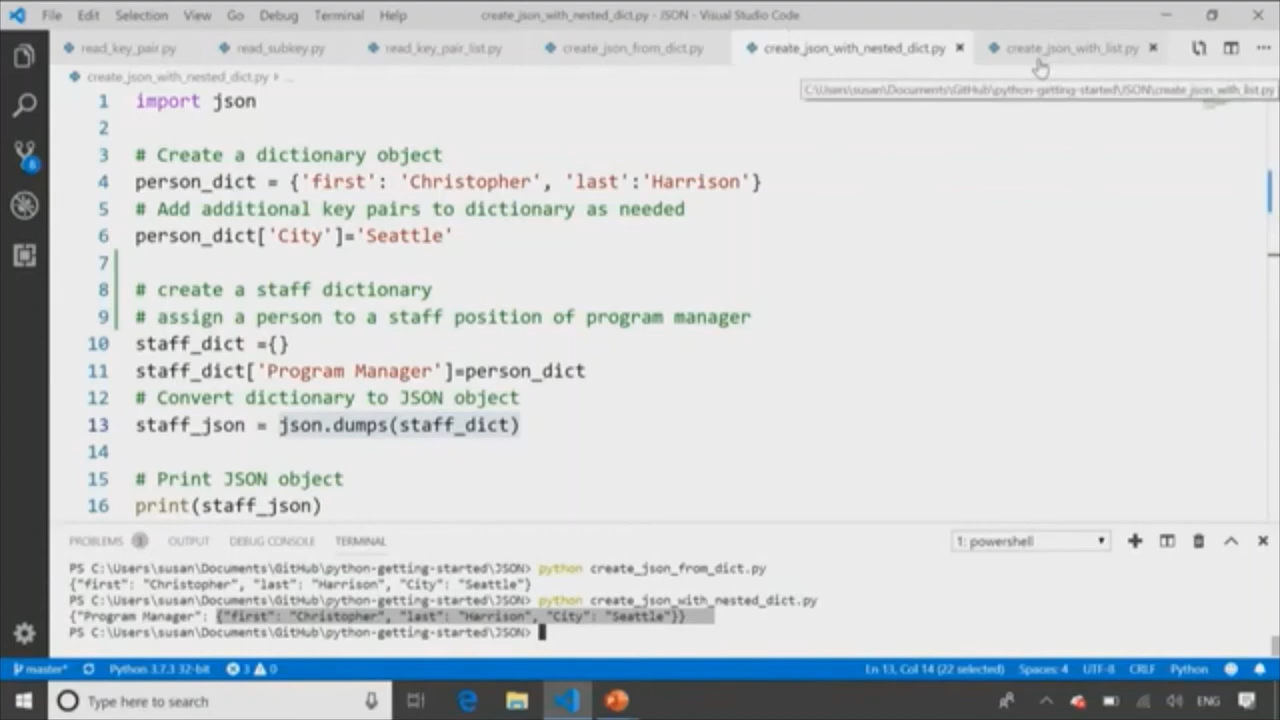 File Edit Selection View Go Debug Terminal Help create_json_with_nested_dict.py - JSON - Visual Studio Code
read_key_pair.py read_subkey.py read_key_pair_list.py create_json_from_dict.py create_json_with_nested_dict.py create_json_with_list.py
create_json_with_nested_dict.py > ...
C:\Users\susan\Documents\GitHub\python-getting-started\JSON\create_json_with_list.py
1 import json
2
3 # Create a dictionary object
4 person_dict = {'first': 'Christopher', 'last':'Harrison'}
5 # Add additional key pairs to dictionary as needed
6 person_dict['City']='Seattle'
7
8 # create a staff dictionary
9 # assign a person to a staff position of program manager
10 staff_dict ={}
11 staff_dict['Program Manager']=person_dict
12 # Convert dictionary to JSON object
13 staff_json = json.dumps(staff_dict)
14
15 # Print JSON object
16 print(staff_json)
PROBLEMS OUTPUT DEBUG CONSOLE TERMINAL 1: powershell
PS C:\Users\susan\Documents\GitHub\python-getting-started\JSON> python create_json_from_dict.py
{"first": "Christopher", "last": "Harrison", "City": "Seattle"}
PS C:\Users\susan\Documents\GitHub\python-getting-started\JSON> python create_json_with_nested_dict.py
{"Program Manager": {"first": "Christopher", "last": "Harrison", "City": "Seattle"}}
PS C:\Users\susan\Documents\GitHub\python-getting-started\JSON>
master* Python 3.7.3 32-bit 3 0 Ln 13, Col 14 (22 selected) Spaces: 4 UTF-8 CRLF Python
Type here to search ENG